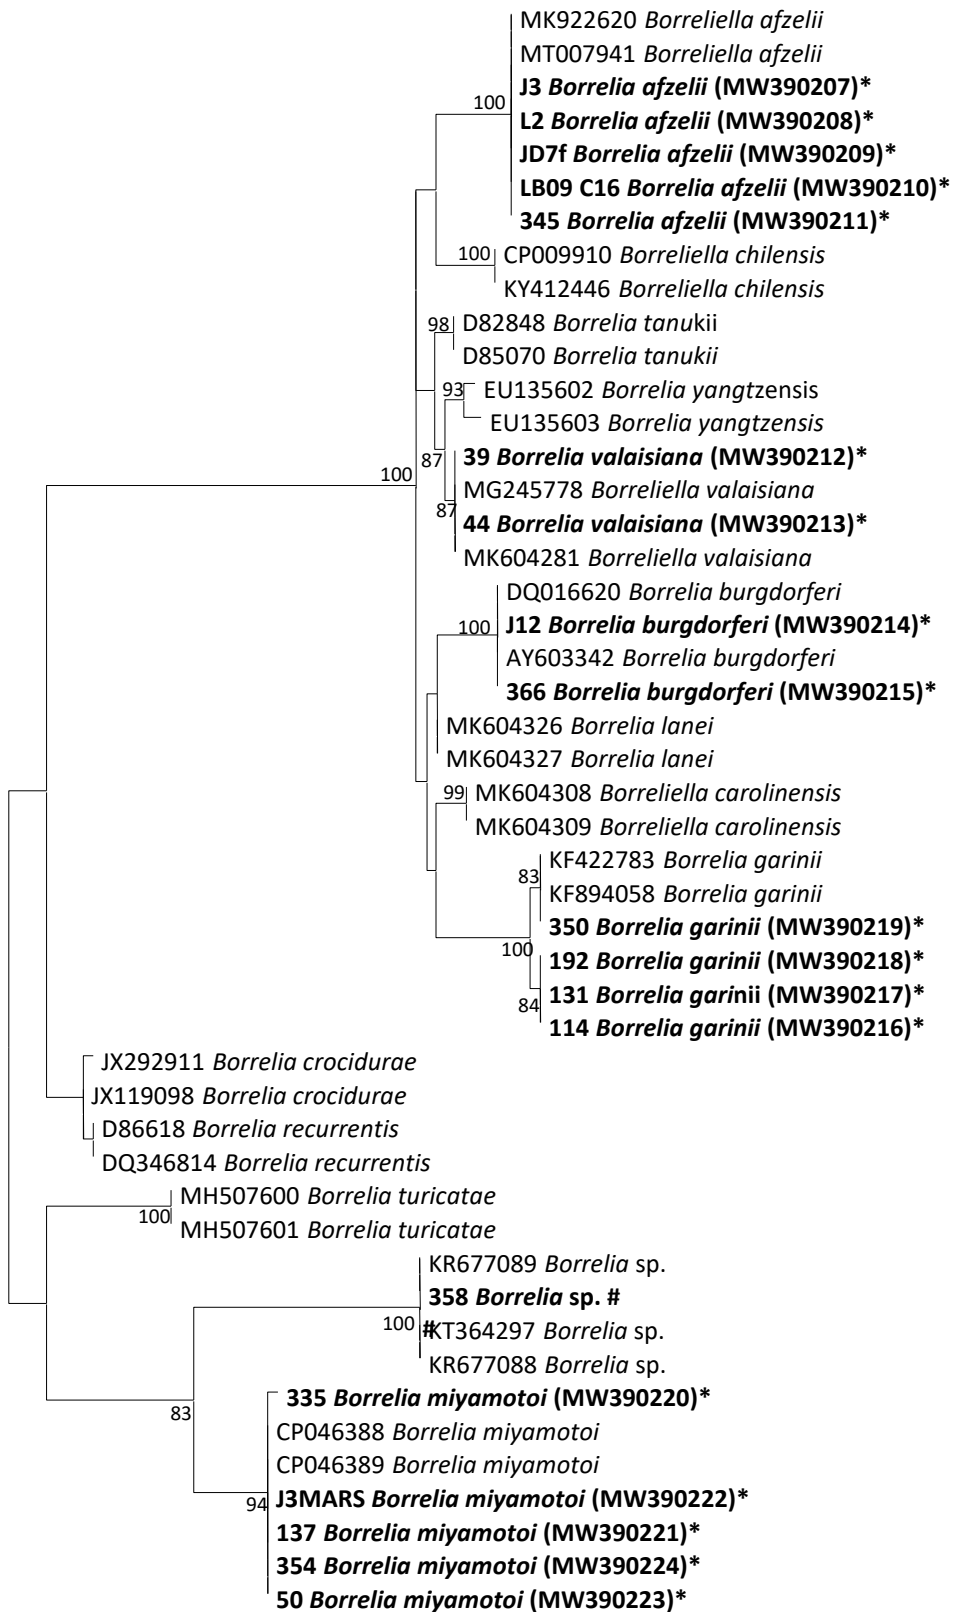 MK922620 Borreliella afzelii
MT007941 Borreliella afzelii
J3 Borrelia afzelii (MW390207)*
100
L2 Borrelia afzelii (MW390208)*
JD7f Borrelia afzelii (MW390209)*
LB09 C16 Borrelia afzelii (MW390210)*
345 Borrelia afzelii (MW390211)*
100 CP009910 Borreliella chilensis
KY412446 Borreliella chilensis
98 D82848 Borrelia tanukii
D85070 Borrelia tanukii
93 EU135602 Borrelia yangtzensis
EU135603 Borrelia yangtzensis
87 39 Borrelia valaisiana (MW390212)*
100
MG245778 Borreliella valaisiana
87
44 Borrelia valaisiana (MW390213)*
MK604281 Borreliella valaisiana
DQ016620 Borrelia burgdorferi
100 J12 Borrelia burgdorferi (MW390214)*
AY603342 Borrelia burgdorferi
366 Borrelia burgdorferi (MW390215)*
MK604326 Borrelia lanei
MK604327 Borrelia lanei
99 MK604308 Borreliella carolinensis
MK604309 Borreliella carolinensis
KF422783 Borrelia garinii
83
KF894058 Borrelia garinii
350 Borrelia garinii (MW390219)*
100
192 Borrelia garinii (MW390218)*
131 Borrelia garinii (MW390217)*
84
114 Borrelia garinii (MW390216)*
JX292911 Borrelia crocidurae
JX119098 Borrelia crocidurae
D86618 Borrelia recurrentis
DQ346814 Borrelia recurrentis
MH507600 Borrelia turicatae
100
MH507601 Borrelia turicatae
KR677089 Borrelia sp.
358 Borrelia sp. #
100 #KT364297 Borrelia sp.
KR677088 Borrelia sp.
335 Borrelia miyamotoi (MW390220)*
83
CP046388 Borrelia miyamotoi
CP046389 Borrelia miyamotoi
94 J3MARS Borrelia miyamotoi (MW390222)*
137 Borrelia miyamotoi (MW390221)*
354 Borrelia miyamotoi (MW390224)*
50 Borrelia miyamotoi (MW390223)*